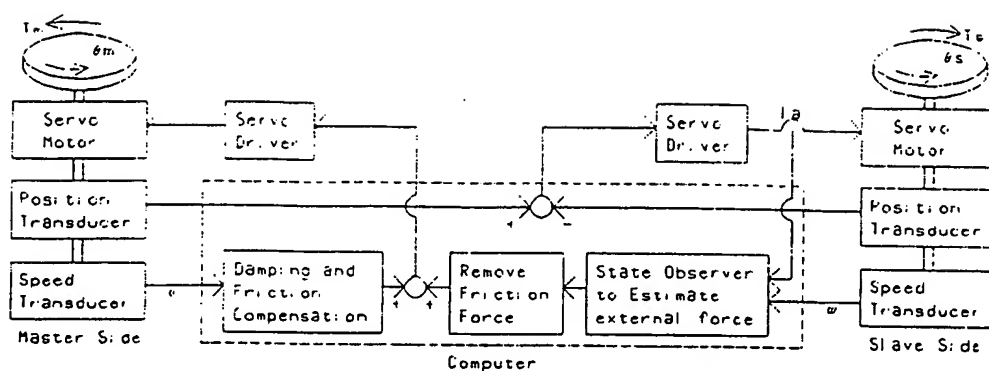 Tm
Ts
θm
θs
Servo
Motor
Servo
Driver
Servo
Driver
Ia
Servo
Motor
Position
Transducer
+
-
Position
Transducer
Speed
Transducer
Damping and
Friction
Compensation
+
+
Remove
Friction
Force
State Observer
to Estimate
external force
ω
Speed
Transducer
Master Side
Computer
Slave Side